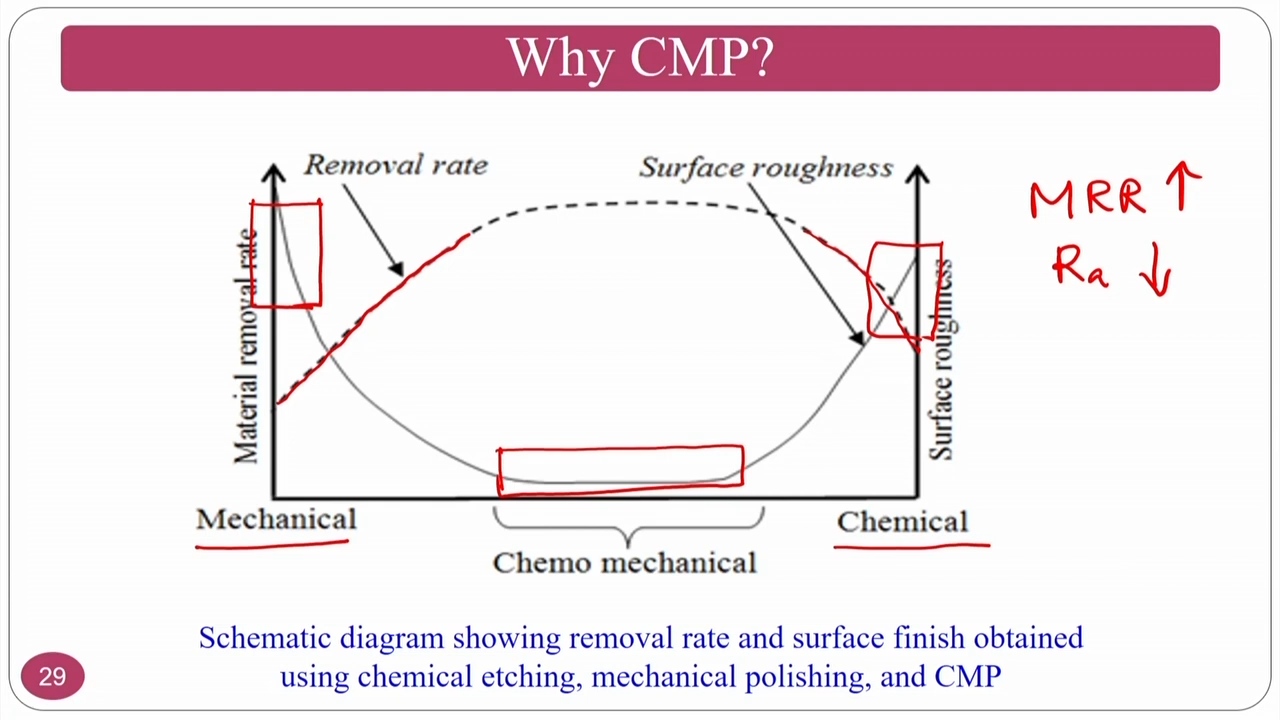 Why CMP?
Removal rate
Surface roughness
MRR ↑
Ra ↓
Material removal rate
Surface roughness
Mechanical
Chemical
Chemo mechanical
Schematic diagram showing removal rate and surface finish obtained
using chemical etching, mechanical polishing, and CMP
29